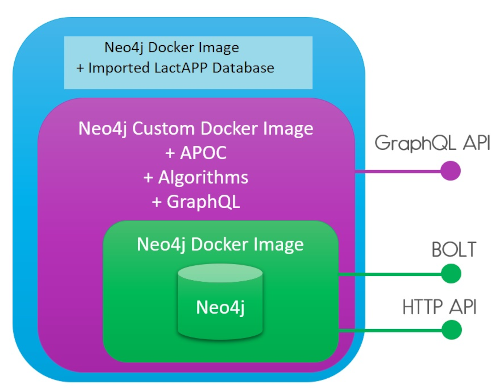 Neo4j Docker Image
+ Imported LactAPP Database
Neo4j Custom Docker Image
+ APOC
+ Algorithms
+ GraphQL
GraphQL API
Neo4j Docker Image
Neo4j
BOLT
HTTP API